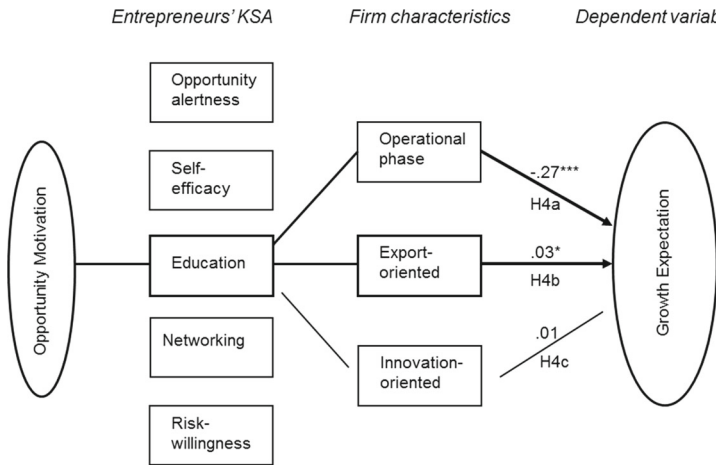 Entrepreneurs' KSA
Firm characteristics
Dependent variab
Opportunity
alertness
Self-
efficacy
Education
Networking
Risk-
willingness
Opportunity Motivation
Operational
phase
Export-
oriented
Innovation-
oriented
-.27***
H4a
.03*
H4b
.01
H4c
Growth Expectation